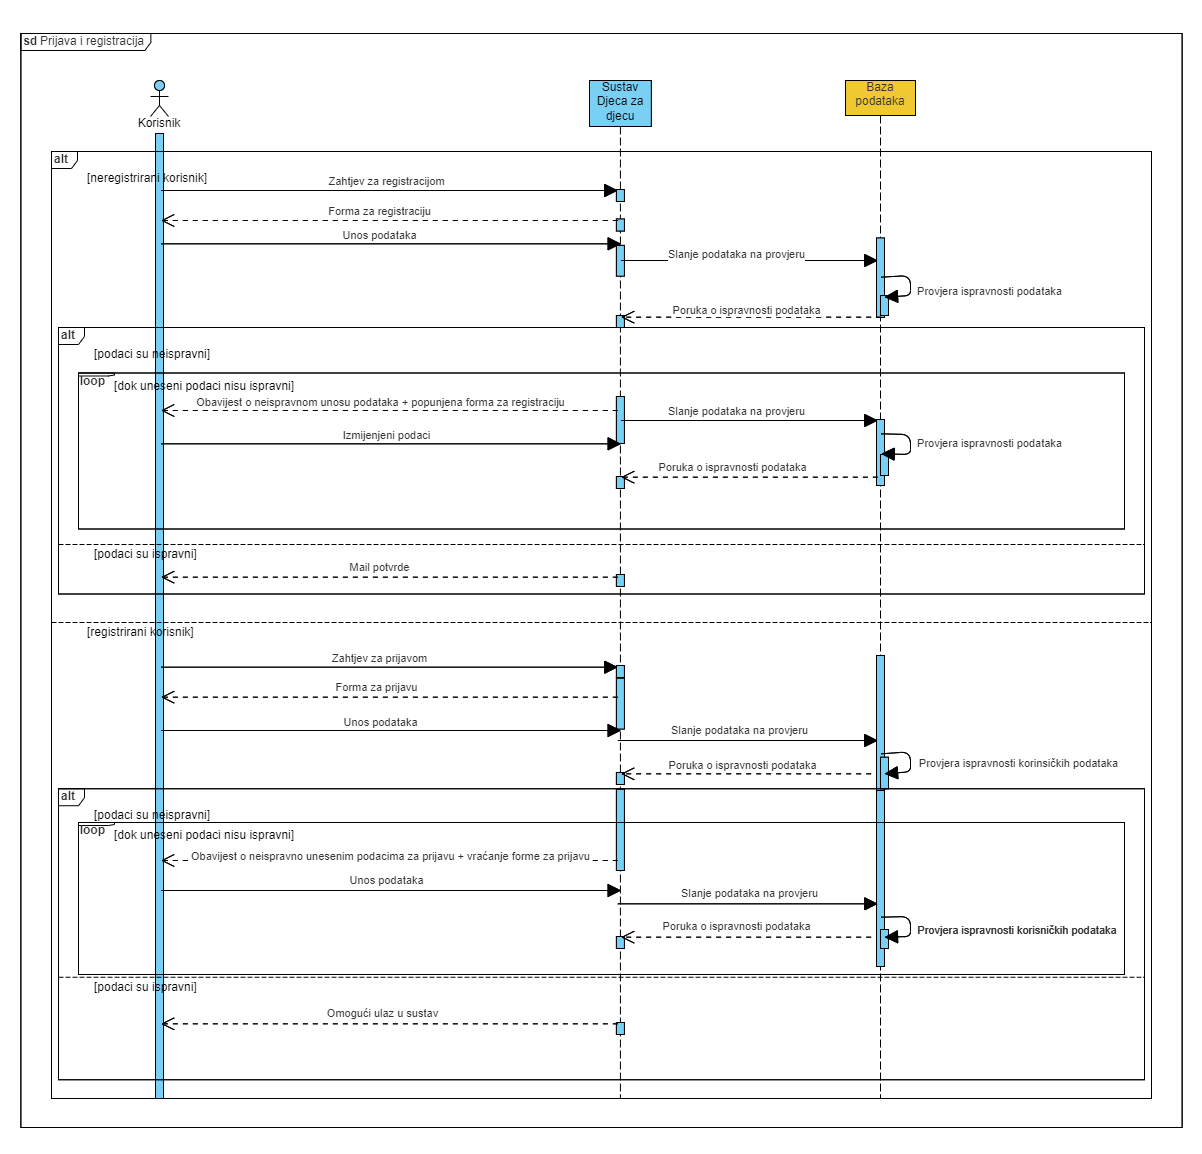 sd Prijava i registracija
Korisnik
Sustav
Djeca za
djecu
Baza
podataka
alt
[neregistrirani korisnik]
Zahtjev za registracijom
Forma za registraciju
Unos podataka
Slanje podataka na provjeru
Provjera ispravnosti podataka
Poruka o ispravnosti podataka
alt
[podaci su neispravni]
loop
[dok uneseni podaci nisu ispravni]
Obavijest o neispravnom unosu podataka + popunjena forma za registraciju
Slanje podataka na provjeru
Izmijenjeni podaci
Provjera ispravnosti podataka
Poruka o ispravnosti podataka
[podaci su ispravni]
Mail potvrde
[registrirani korisnik]
Zahtjev za prijavom
Forma za prijavu
Unos podataka
Slanje podataka na provjeru
Provjera ispravnosti korinsičkih podataka
Poruka o ispravnosti podataka
alt
[podaci su neispravni]
loop
[dok uneseni podaci nisu ispravni]
Obavijest o neispravno unesenim podacima za prijavu + vraćanje forme za prijavu
Unos podataka
Slanje podataka na provjeru
Poruka o ispravnosti podataka
Provjera ispravnosti korisničkih podataka
[podaci su ispravni]
Omogući ulaz u sustav